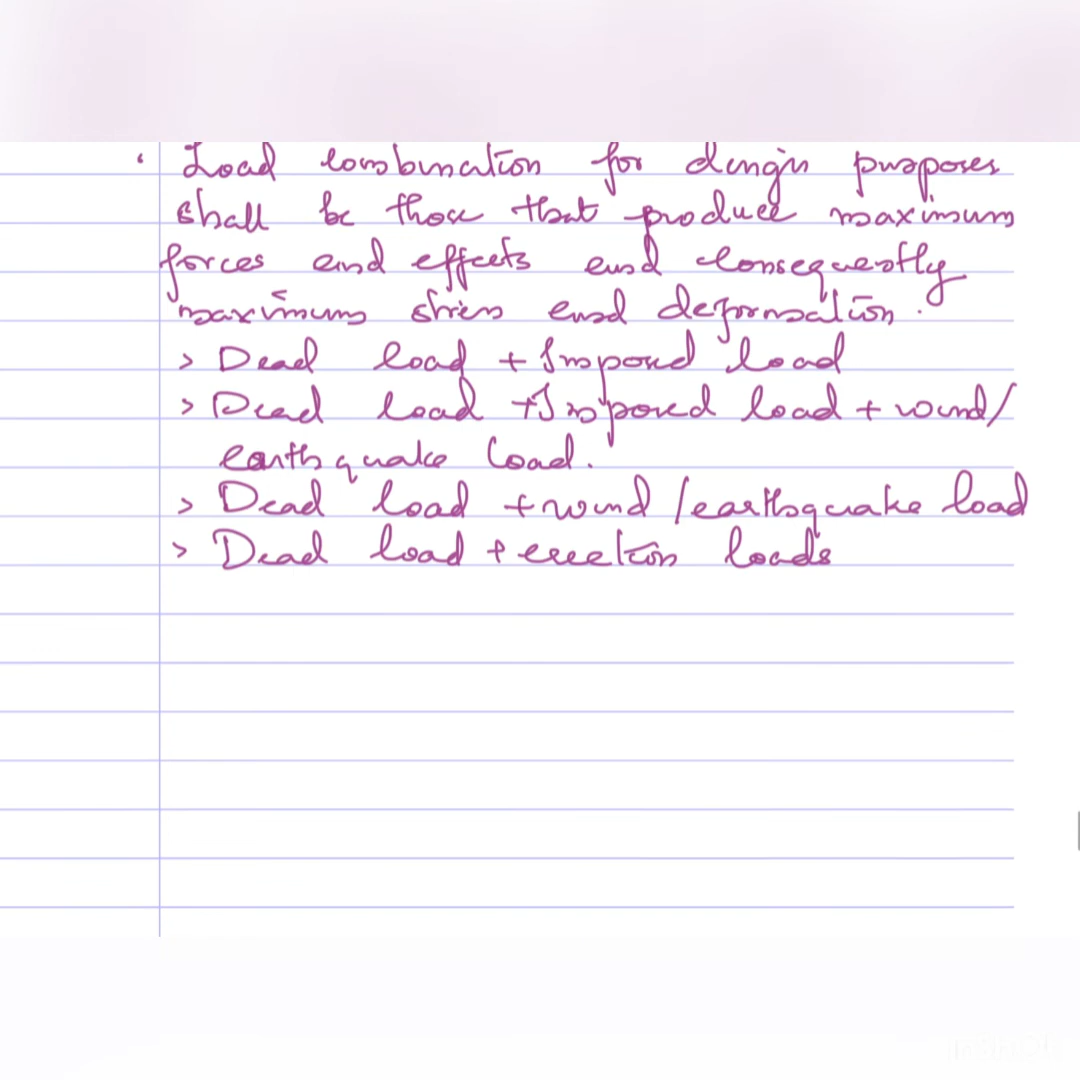 • Load combination for design purposes
shall be those that produce maximum
forces and effects and consequently
maximum stress and deformation.
> Dead load + Imposed load
> Dead load + Imposed load + wind/
earthquake load.
> Dead load + wind / earthquake load
> Dead load + erection loads